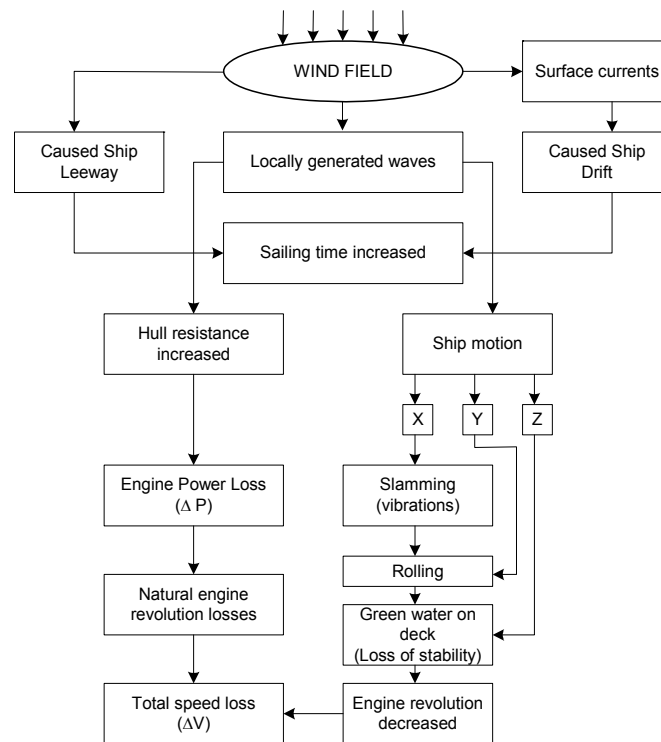 WIND FIELD
Surface currents
Caused Ship
Leeway
Locally generated waves
Caused Ship
Drift
Sailing time increased
Hull resistance
increased
Ship motion
X
Y
Z
Engine Power Loss
(Δ P)
Slamming
(vibrations)
Rolling
Natural engine
revolution losses
Green water on
deck
(Loss of stability)
Total speed loss
(ΔV)
Engine revolution
decreased